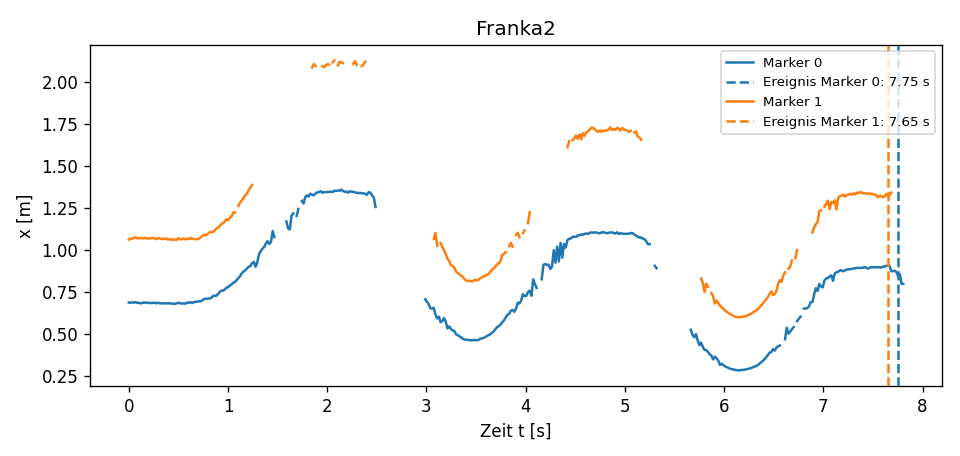 Franka2
Marker 0
Ereignis Marker 0: 7.75 s
Marker 1
Ereignis Marker 1: 7.65 s
x [m]
2.00
1.75
1.50
1.25
1.00
0.75
0.50
0.25
0 1 2 3 4 5 6 7 8
Zeit t [s]